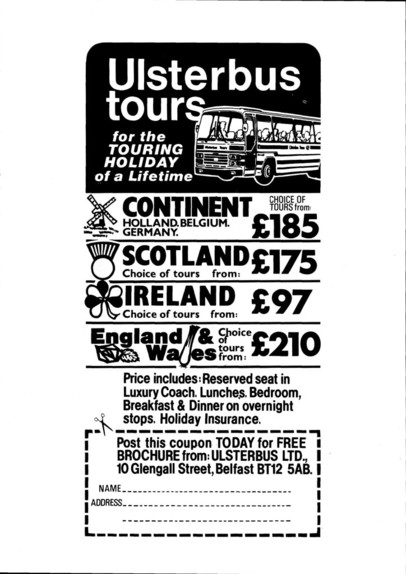 Ulsterbus
tours
for the
TOURING
HOLIDAY
of a Lifetime
CONTINENT
HOLLAND. BELGIUM.
GERMANY.
CHOICE OF
TOURS from:
£185
SCOTLAND
Choice of tours from:
£175
IRELAND
Choice of tours from:
£97
England &
Wales
Choice
of
tours
from:
£210
Price includes: Reserved seat in
Luxury Coach. Lunches. Bedroom,
Breakfast & Dinner on overnight
stops. Holiday Insurance.
Post this coupon TODAY for FREE
BROCHURE from: ULSTERBUS LTD.,
10 Glengall Street, Belfast BT12 5AB.
NAME
ADDRESS